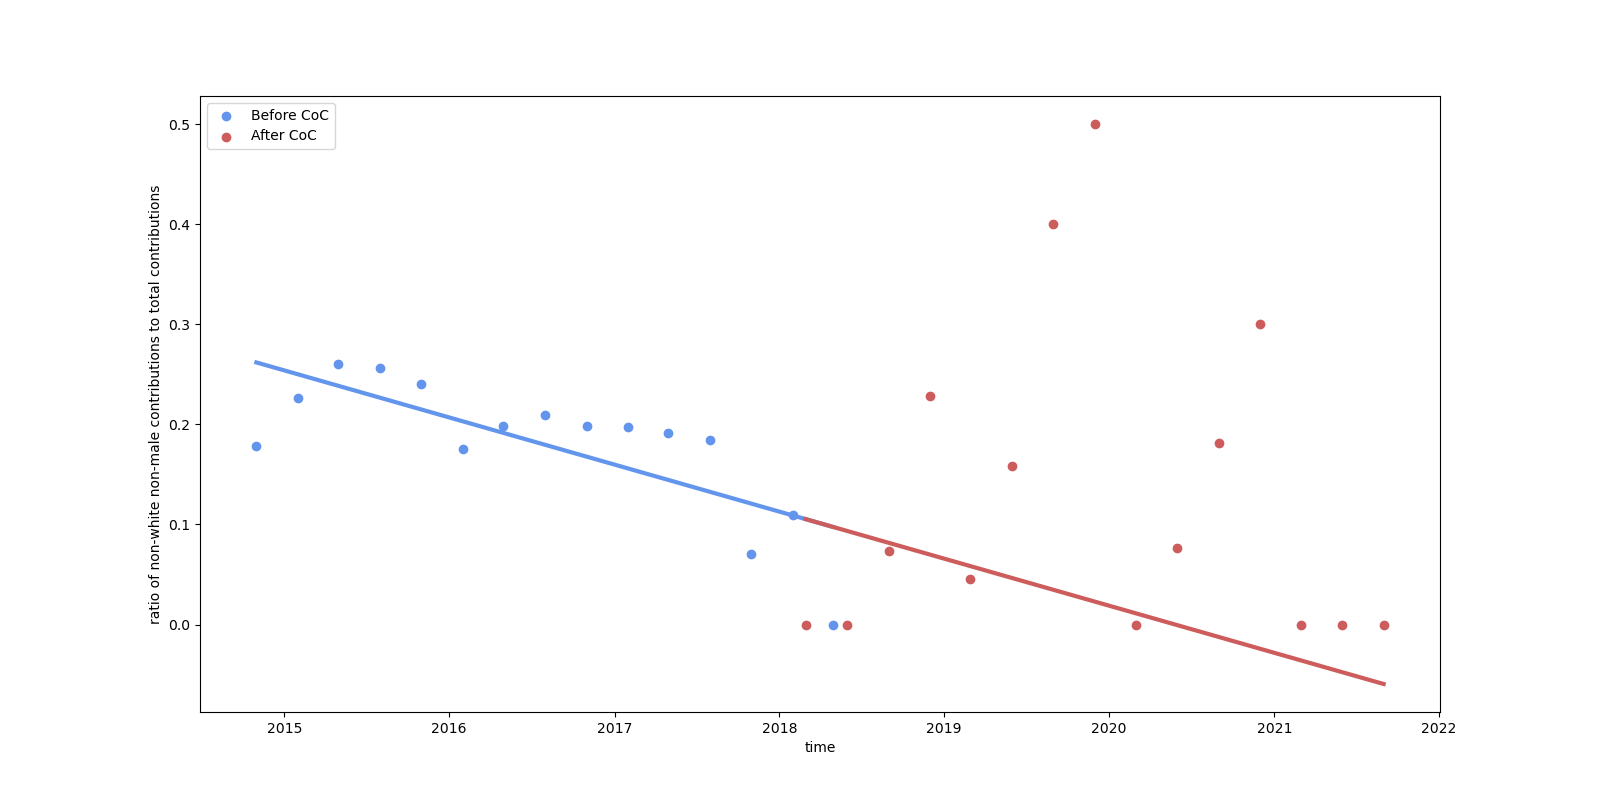 Before CoC
After CoC
ratio of non-white non-male contributions to total contributions
0.5
0.4
0.3
0.2
0.1
0.0
2015 2016 2017 2018 2019 2020 2021 2022
time